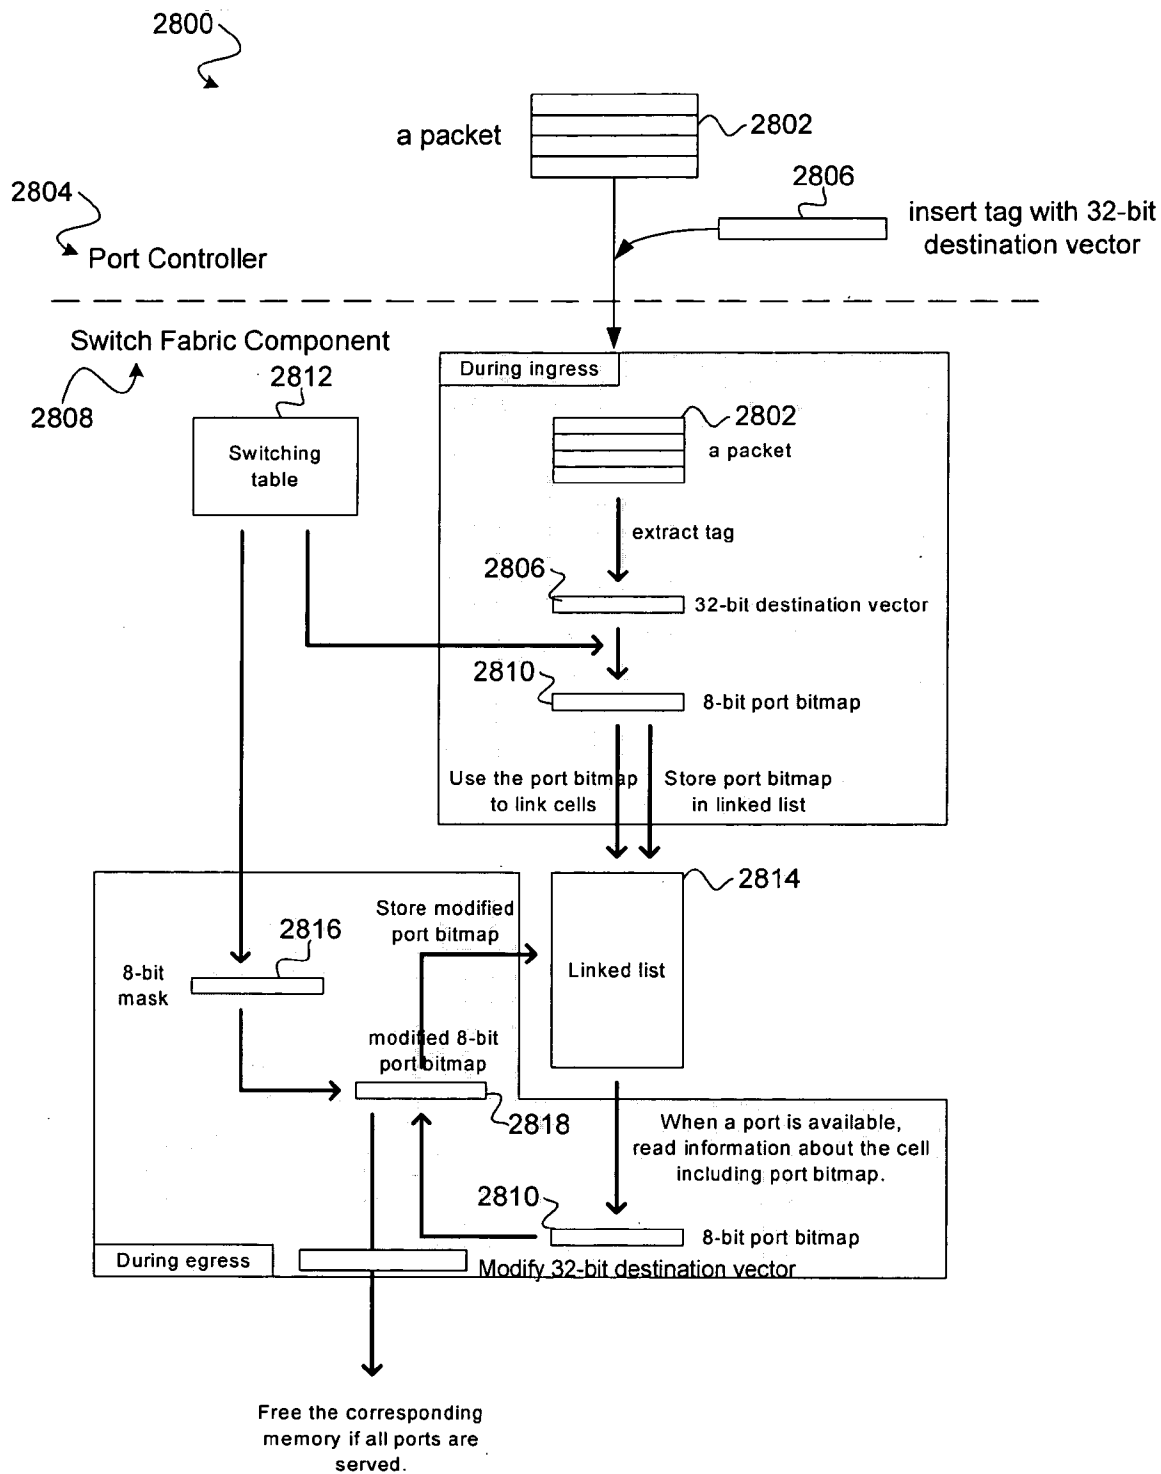 2800
a packet
2802
2804
2806
insert tag with 32-bit
destination vector
Port Controller
Switch Fabric Component
2808
2812
Switching
table
During ingress
2802
a packet
extract tag
2806
32-bit destination vector
2810
8-bit port bitmap
Use the port bitmap
to link cells
Store port bitmap
in linked list
2814
Linked list
Store modified
port bitmap
2816
8-bit
mask
modified 8-bit
port bitmap
2818
When a port is available,
read information about the cell
including port bitmap.
2810
8-bit port bitmap
During egress
Modify 32-bit destination vector
Free the corresponding
memory if all ports are
served.